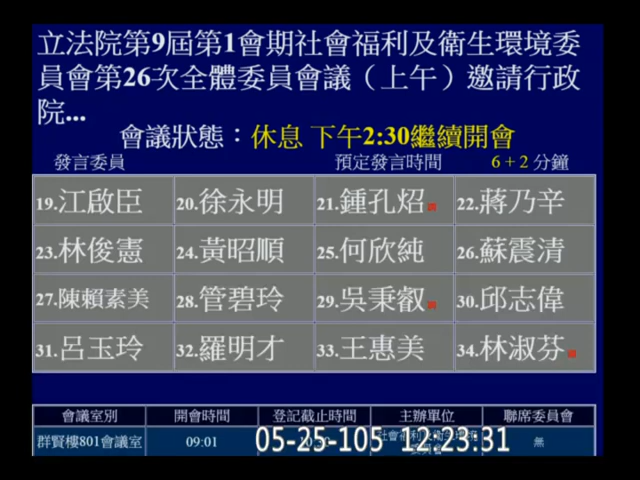 立法院第9屆第1會期社會福利及衛生環境委
員會第26次全體委員會議（上午）邀請行政
院...
會議狀態：休息 下午2:30繼續開會
發言委員 預定發言時間 6 + 2 分鐘
19.江啟臣 20.徐永明 21.鍾孔炤 22.蔣乃辛
23.林俊憲 24.黃昭順 25.何欣純 26.蘇震清
27.陳賴素美 28.管碧玲 29.吳秉叡 30.邱志偉
31.呂玉玲 32.羅明才 33.王惠美 34.林淑芬
會議室別 開會時間 登記截止時間 主辦單位 聯席委員會
群賢樓801會議室 09:01 無
05-25-105 12:23:31